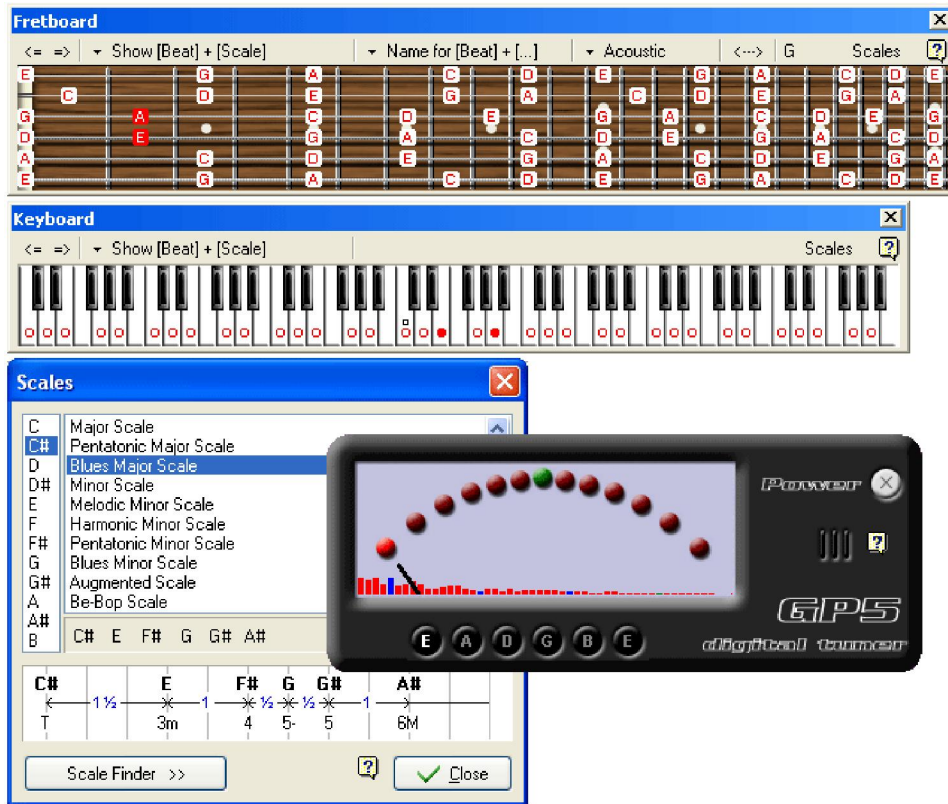 Fretboard
<= => Show [Beat] + [Scale] Name for [Beat] + [...] Acoustic <···> G Scales ?
E G A C D E G A C D E
C D E G A C D E G A
G A C D E G A C D E G
D E G A C D E G A C D
A C D E G A C D E G A
E G A C D E G A C D E
Keyboard
<= => Show [Beat] + [Scale] Scales ?
Scales
C
C#
D
D#
E
F
F#
G
G#
A
A#
B
Major Scale
Pentatonic Major Scale
Blues Major Scale
Minor Scale
Melodic Minor Scale
Harmonic Minor Scale
Pentatonic Minor Scale
Blues Minor Scale
Augmented Scale
Be-Bop Scale
C# E F# G G# A#
C# E F# G G# A#
1 ½ 1 ½ ½ 1
T 3m 4 5- 5 6M
Scale Finder >> ? Close
Power
?
GP5
digital tuner
E A D G B E